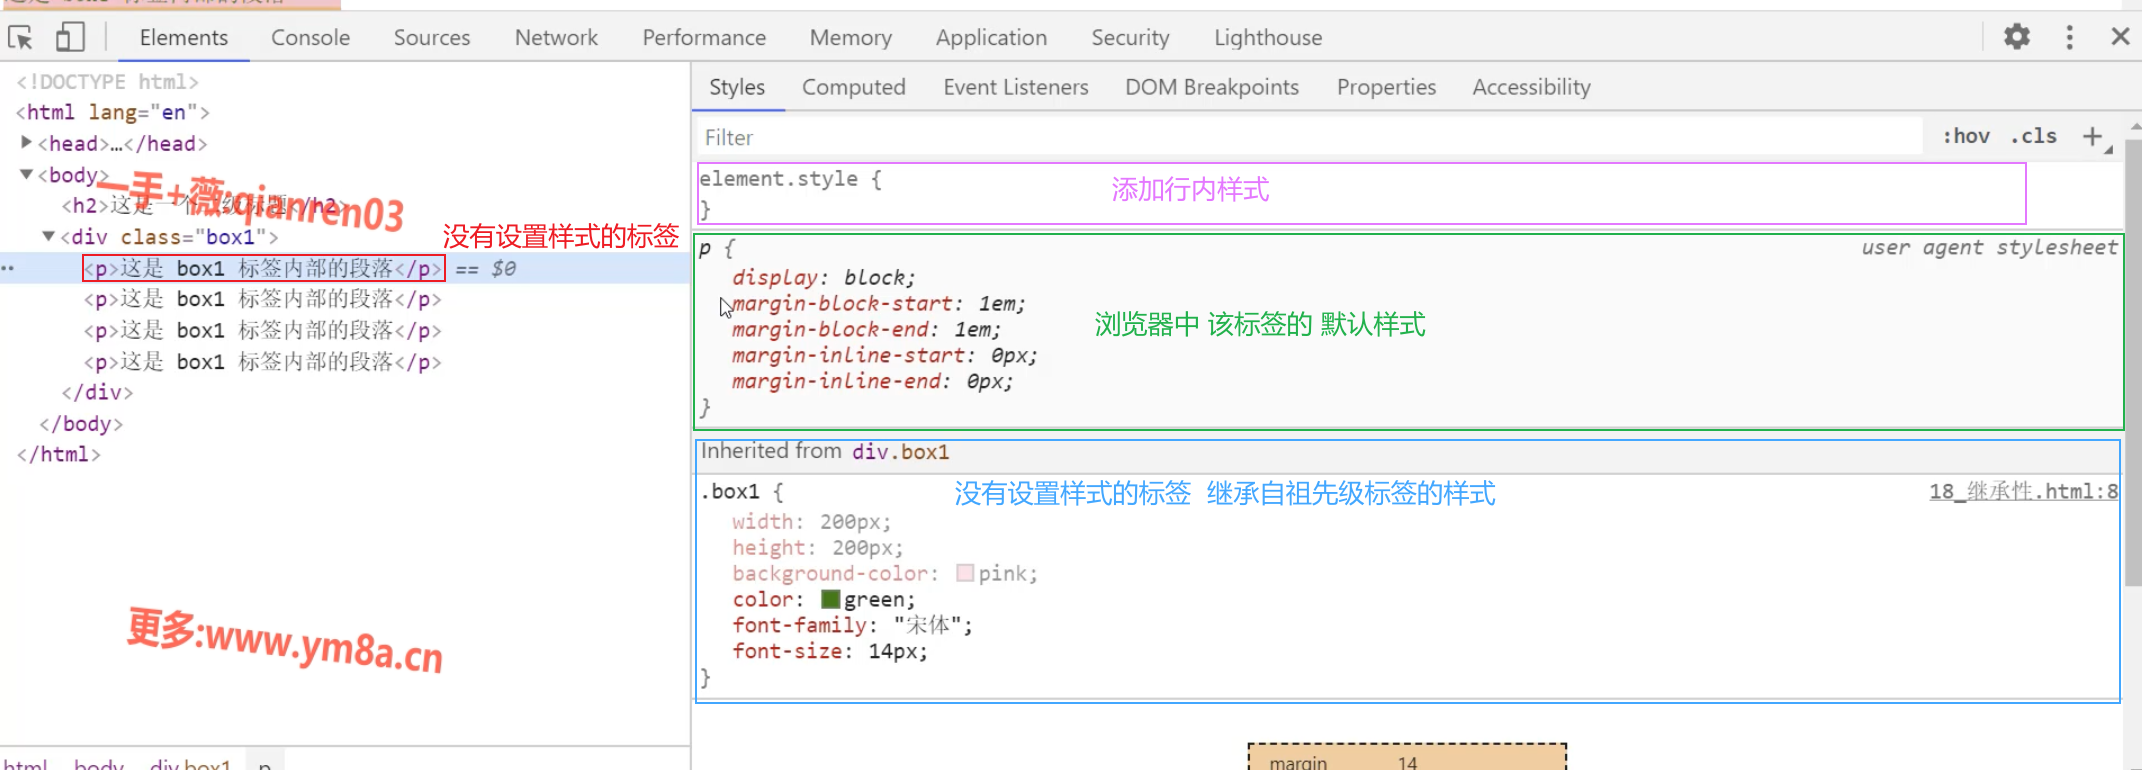 Elements Console Sources Network Performance Memory Application Security Lighthouse
<!DOCTYPE html>
<html lang="en">
<head>…</head>
<body>
一手+薇:qianren03
<h2>这是一个二级标题</h2>
<div class="box1">
没有设置样式的标签
<p>这是 box1 标签内部的段落</p> == $0
<p>这是 box1 标签内部的段落</p>
<p>这是 box1 标签内部的段落</p>
<p>这是 box1 标签内部的段落</p>
</div>
</body>
</html>
更多:www.ym8a.cn
html body div.box1 p
Styles Computed Event Listeners DOM Breakpoints Properties Accessibility
Filter :hov .cls +
element.style {
添加行内样式
}
p { user agent stylesheet
display: block;
margin-block-start: 1em;
浏览器中 该标签的 默认样式
margin-block-end: 1em;
margin-inline-start: 0px;
margin-inline-end: 0px;
}
Inherited from div.box1
.box1 { 18_继承性.html:8
没有设置样式的标签 继承自祖先级标签的样式
width: 200px;
height: 200px;
background-color: pink;
color: green;
font-family: "宋体";
font-size: 14px;
}
margin 14